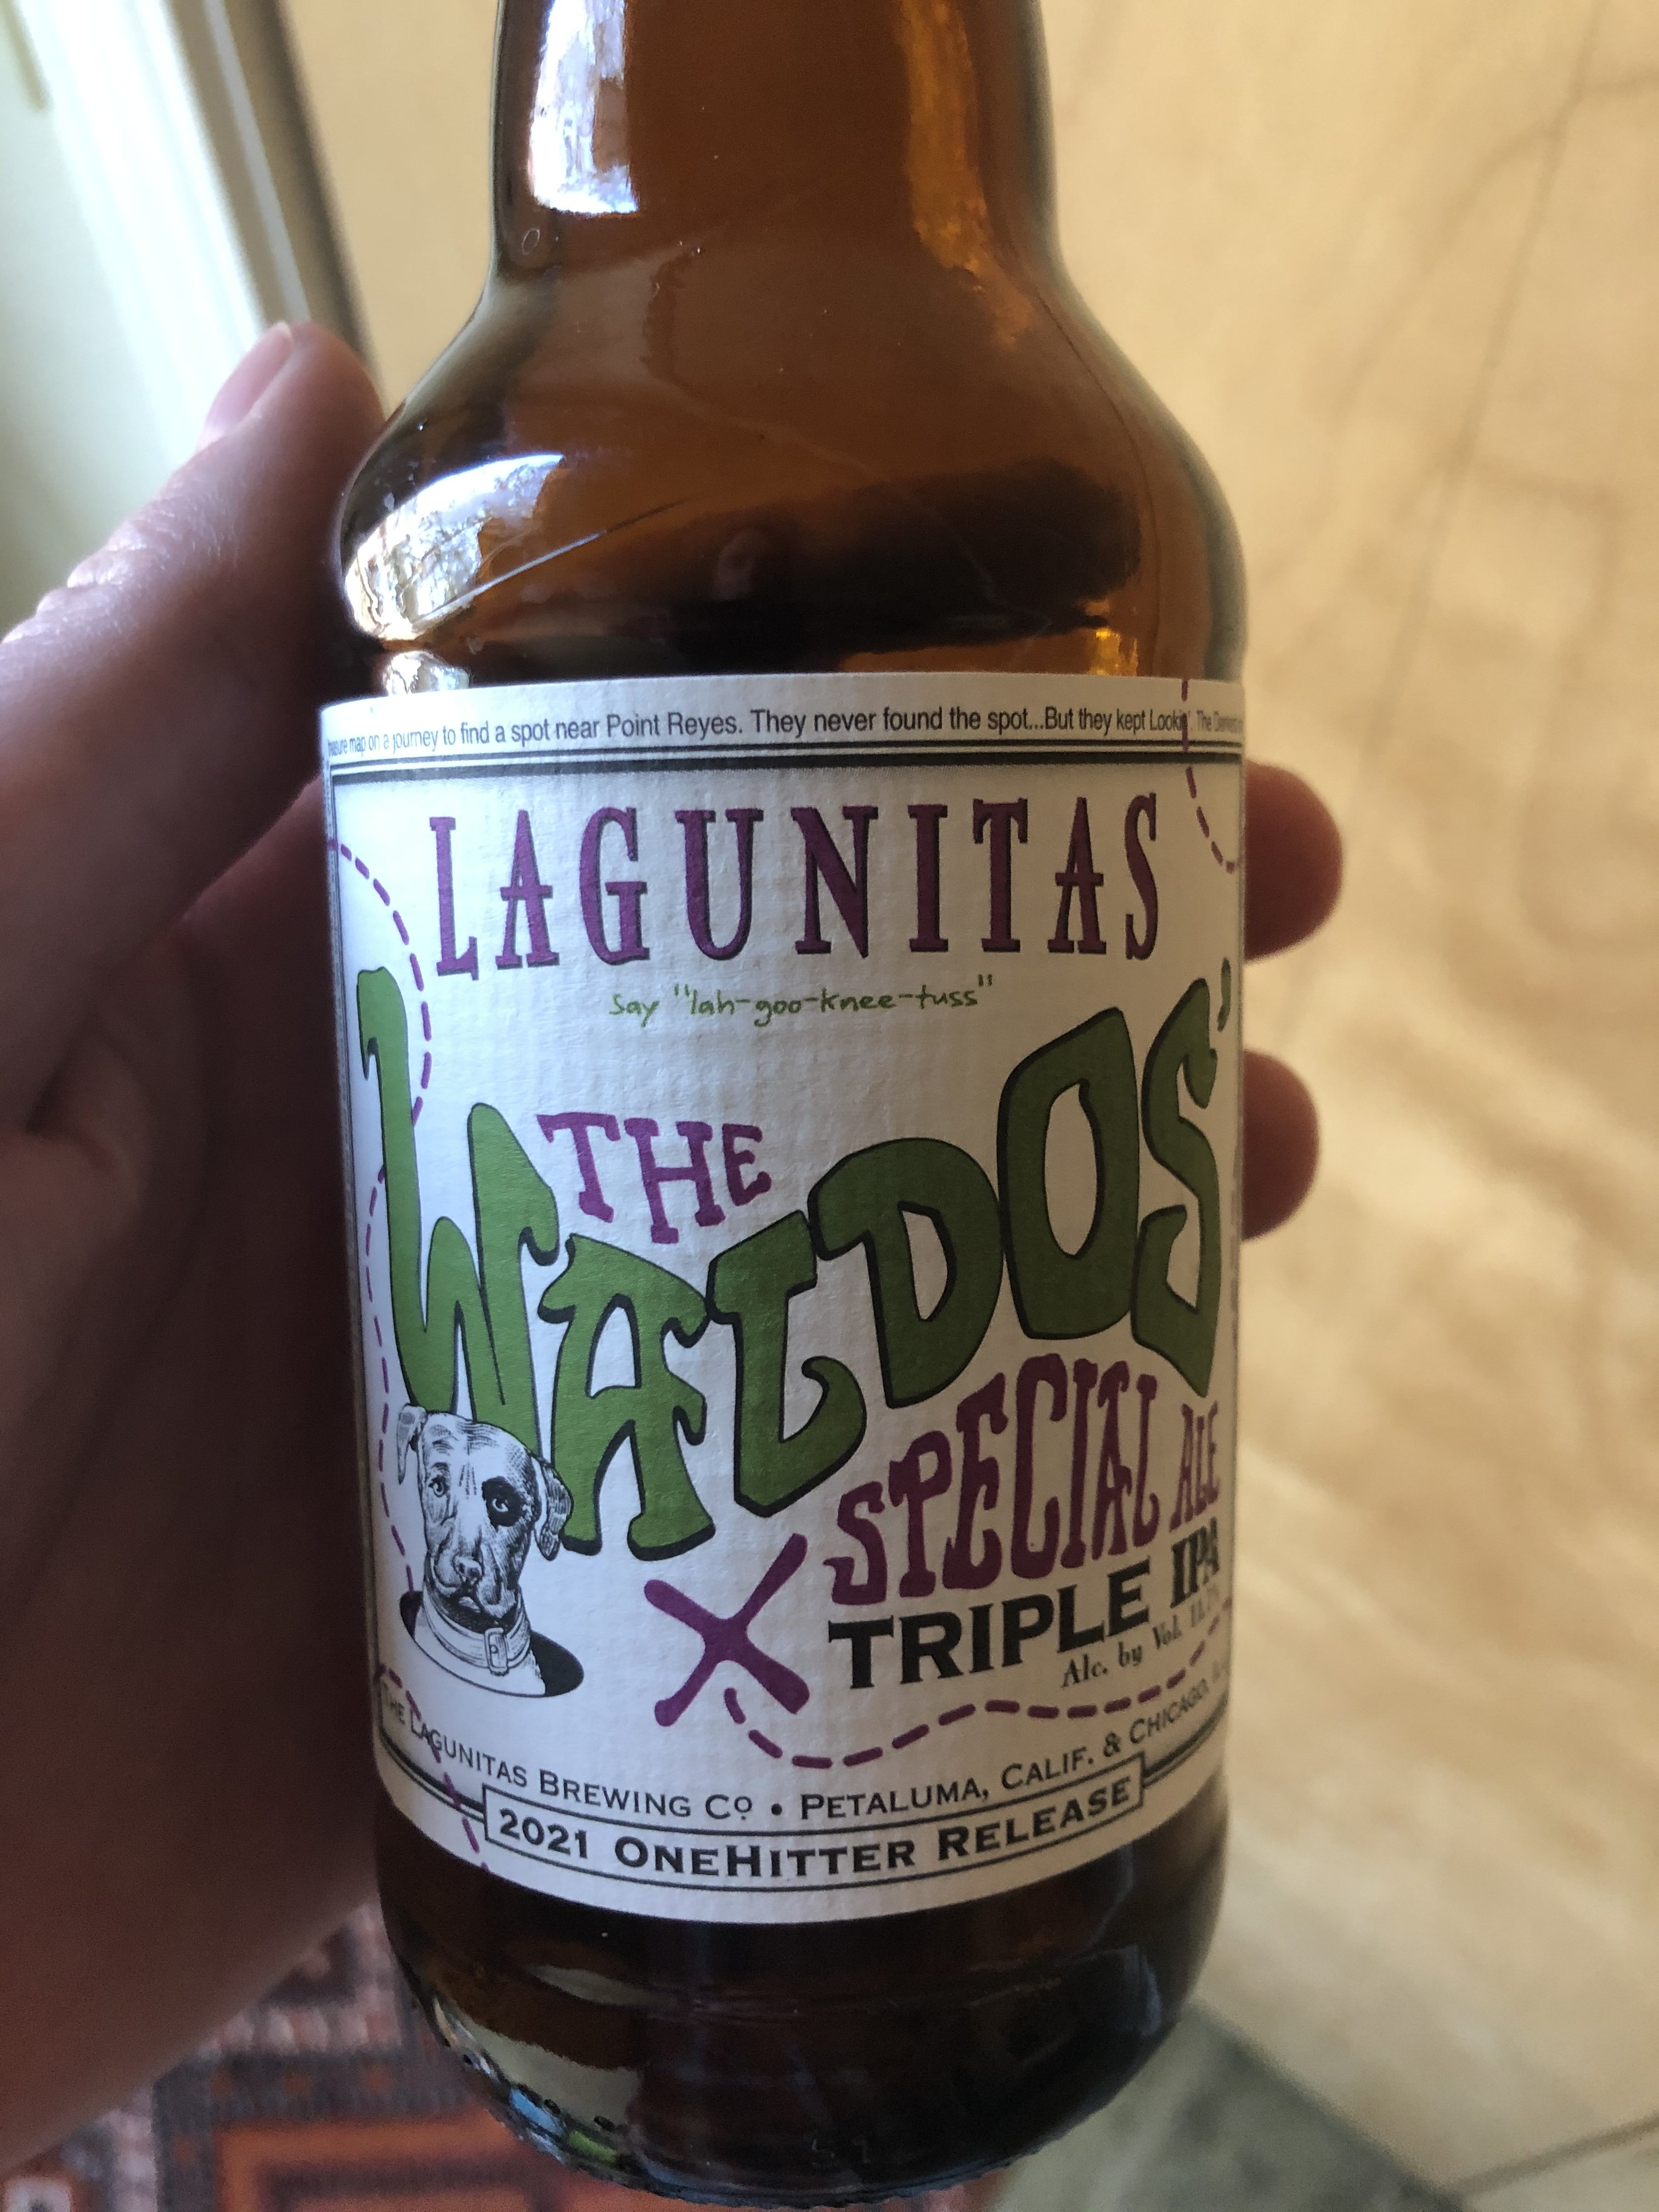 map on a journey to find a spot near Point Reyes. They never found the spot...But they kept Lookin'. The
LAGUNITAS
Say "lah-goo-knee-tuss"
THE
WALDOS'
SPECIAL ALE
TRIPLE IPA
Alc. by Vol.
THE LAGUNITAS BREWING Co • PETALUMA, CALIF. & CHICAGO,
2021 ONEHITTER RELEASE